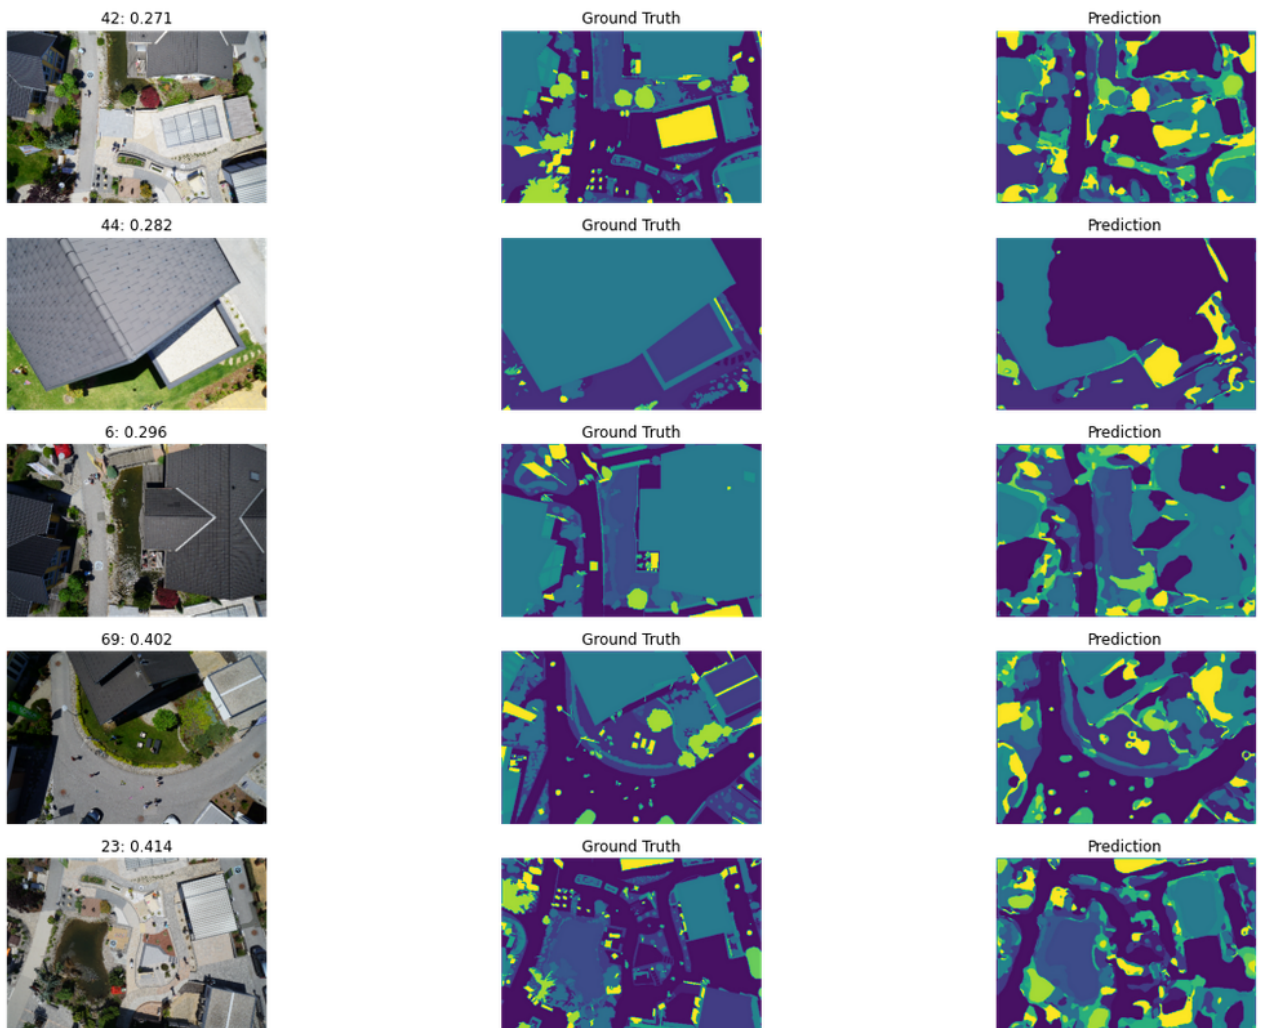 42: 0.271 Ground Truth Prediction
44: 0.282 Ground Truth Prediction
6: 0.296 Ground Truth Prediction
69: 0.402 Ground Truth Prediction
23: 0.414 Ground Truth Prediction